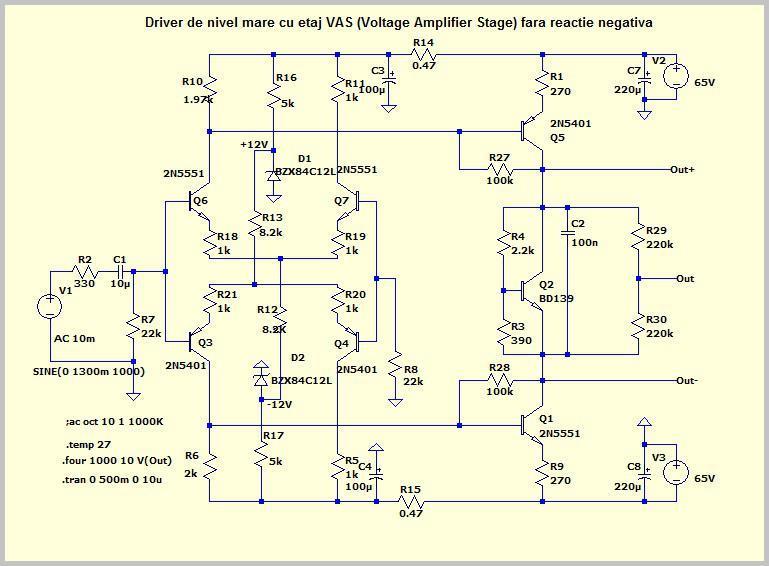 Driver de nivel mare cu etaj VAS (Voltage Amplifier Stage) fara reactie negativa
R14
0.47
R10
1.97k
R16
5k
R11
1k
C3
100µ
R1
270
C7
220µ
V2
65V
2N5401
Q5
+12V
D1
BZX84C12L
2N5551
2N5551
R27
100k
Out+
Q6
Q7
R13
8.2k
R18
1k
R19
1k
R4
2.2k
C2
100n
R29
220k
R2
330
C1
10µ
Q2
BD139
Out
V1
R7
22k
R21
1k
R12
8.2K
R20
1k
R3
390
R30
220k
AC 10m
Q3
Q4
D2
2N5401
BZX84C12L
2N5401
R8
22k
R28
100k
Out-
SINE(0 1300m 1000)
-12V
Q1
2N5551
;ac oct 10 1 1000K
.temp 27
.four 1000 10 V(Out)
.tran 0 500m 0 10u
R6
2k
R17
5k
R5
1k
C4
100µ
R9
270
C8
220µ
V3
65V
R15
0.47